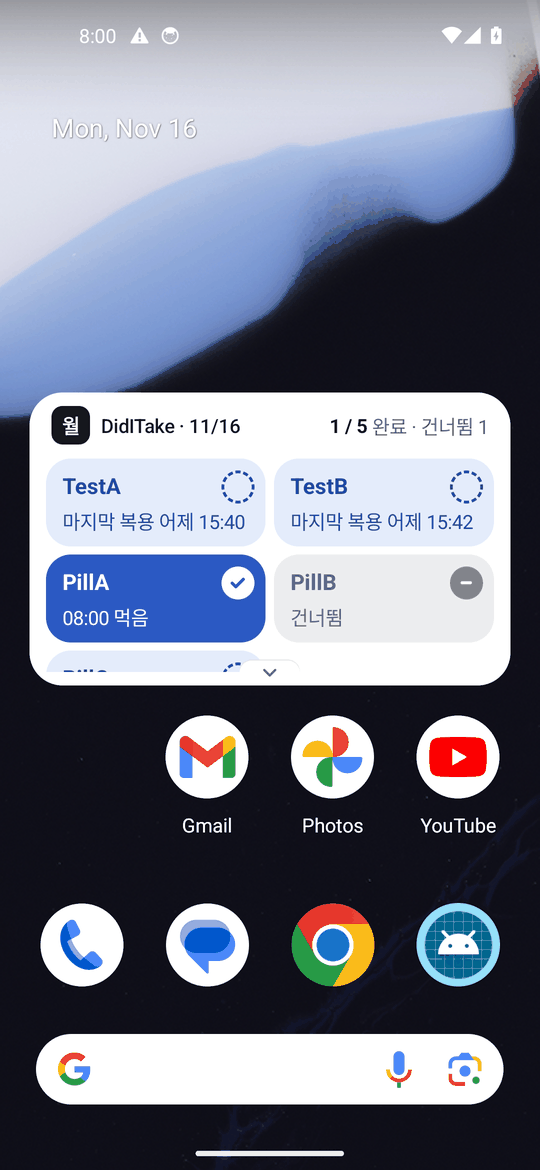 8:00
Mon, Nov 16
월 DidITake · 11/16 1 / 5 완료 · 건너뜀 1
TestA
마지막 복용 어제 15:40
TestB
마지막 복용 어제 15:42
PillA
08:00 먹음
PillB
건너뜀
Gmail
Photos
YouTube